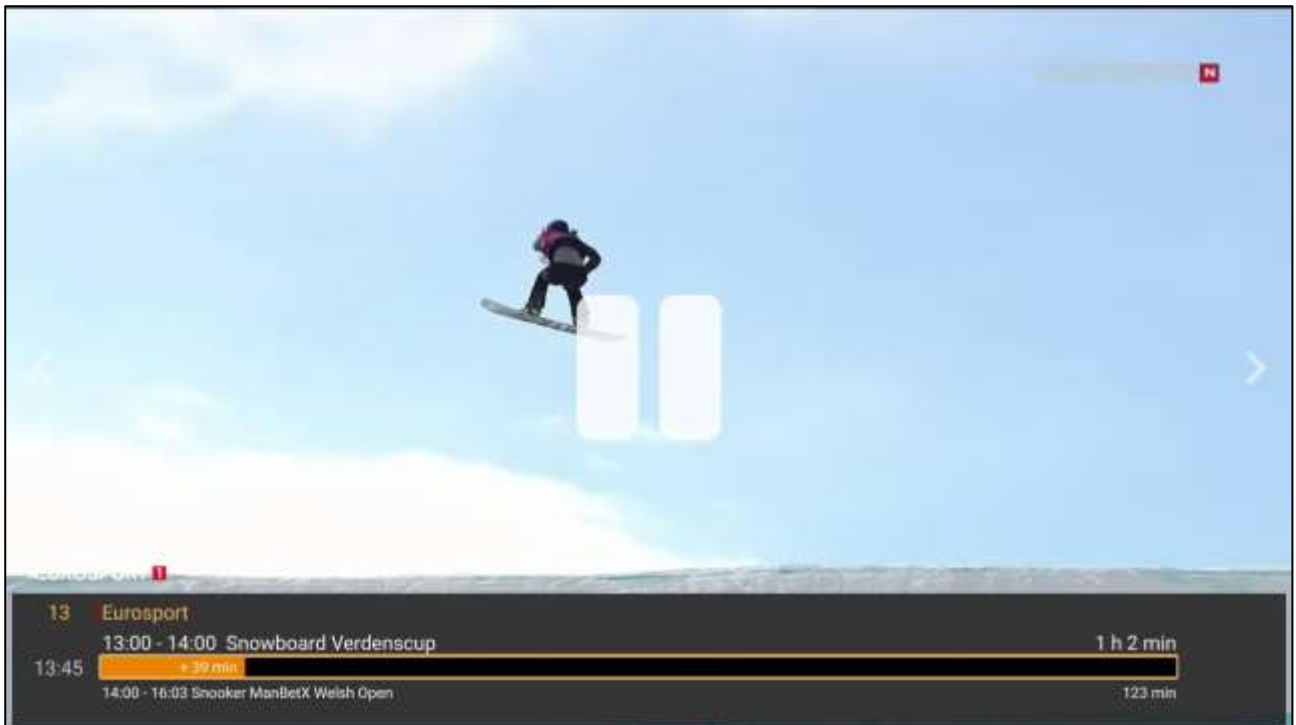 N
1
13 Eurosport
13:00 - 14:00 Snowboard Verdenscup 1 h 2 min
13:45 + 39 min
14:00 - 16:03 Snooker ManBetX Welsh Open 123 min